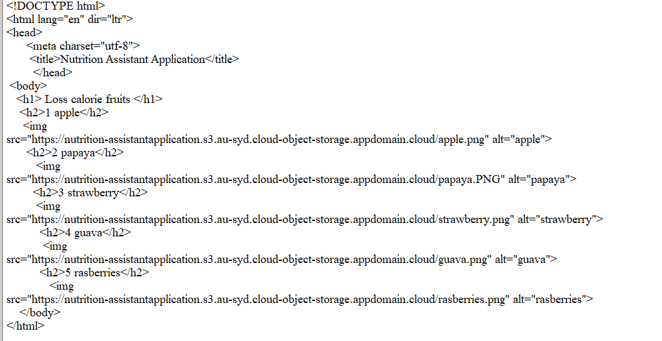 <!DOCTYPE html>
<html lang="en" dir="ltr">
<head>
<meta charset="utf-8">
<title>Nutrition Assistant Application</title>
</head>
<body>
<h1> Loss calorie fruits </h1>
<h2>1 apple</h2>
<img
src="https://nutrition-assistantapplication.s3.au-syd.cloud-object-storage.appdomain.cloud/apple.png" alt="apple">
<h2>2 papaya</h2>
<img
src="https://nutrition-assistantapplication.s3.au-syd.cloud-object-storage.appdomain.cloud/papaya.PNG" alt="papaya">
<h2>3 strawberry</h2>
<img
src="https://nutrition-assistantapplication.s3.au-syd.cloud-object-storage.appdomain.cloud/strawberry.png" alt="strawberry">
<h2>4 guava</h2>
<img
src="https://nutrition-assistantapplication.s3.au-syd.cloud-object-storage.appdomain.cloud/guava.png" alt="guava">
<h2>5 rasberries</h2>
<img
src="https://nutrition-assistantapplication.s3.au-syd.cloud-object-storage.appdomain.cloud/rasberries.png" alt="rasberries">
</body>
</html>